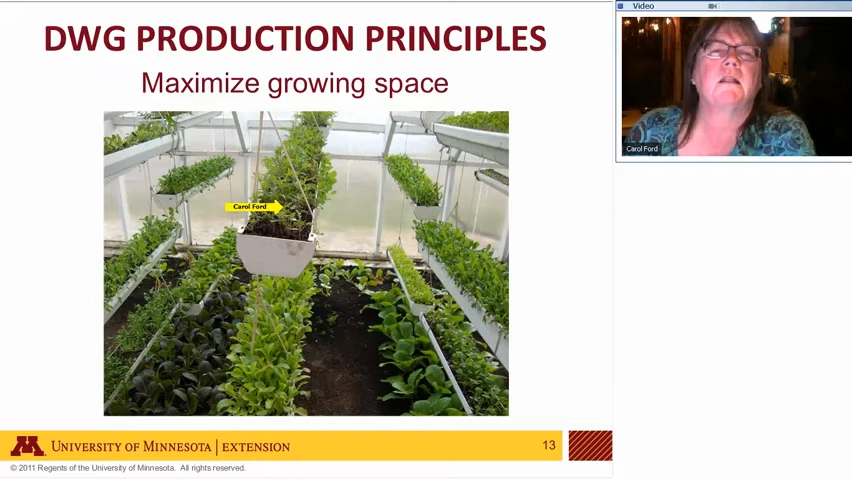 DWG PRODUCTION PRINCIPLES
Maximize growing space
Carol Ford
UNIVERSITY OF MINNESOTA | EXTENSION
13
© 2011 Regents of the University of Minnesota. All rights reserved.
Video
Carol Ford